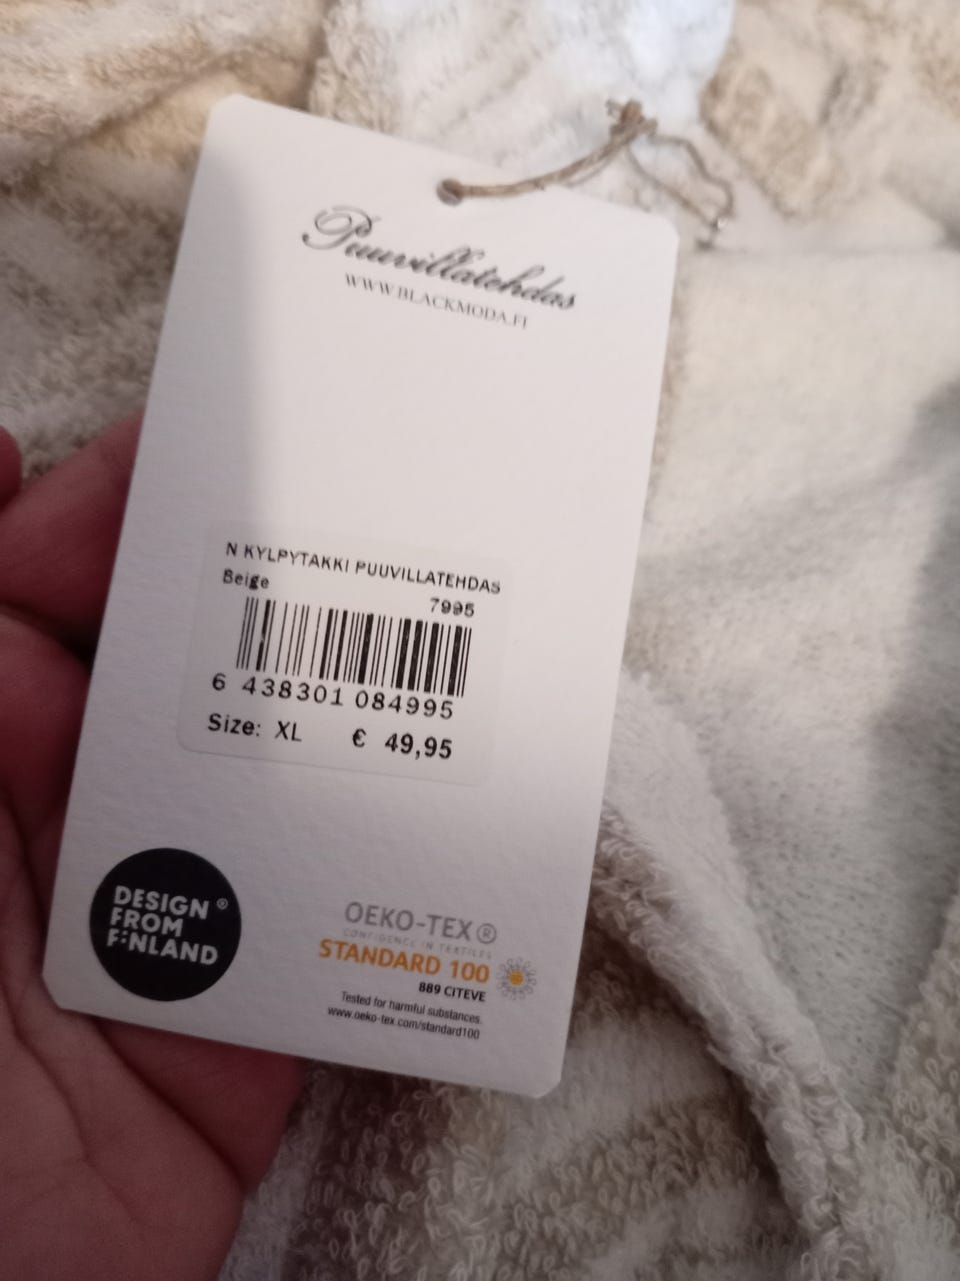 Puuvillatehdas
WWW.BLACKMODA.FI
N KYLPYTAKKI PUUVILLATEHDAS
Beige
7995
6 438301 084995
Size: XL € 49,95
DESIGN ®
FROM
FINLAND
OEKO-TEX®
CONFIDENCE IN TEXTILES
STANDARD 100
889 CITEVE
Tested for harmful substances.
www.oeko-tex.com/standard100